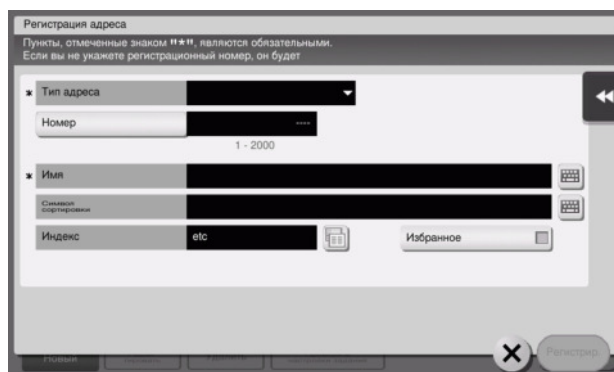 Регистрация адреса
Пункты, отмеченные знаком "*", являются обязательными.
Если вы не укажете регистрационный номер, он будет
* Тип адреса
Номер ----
1 - 2000
* Имя
Символ
сортировки
Индекс etc Избранное
Новый Удалить Регистрир.